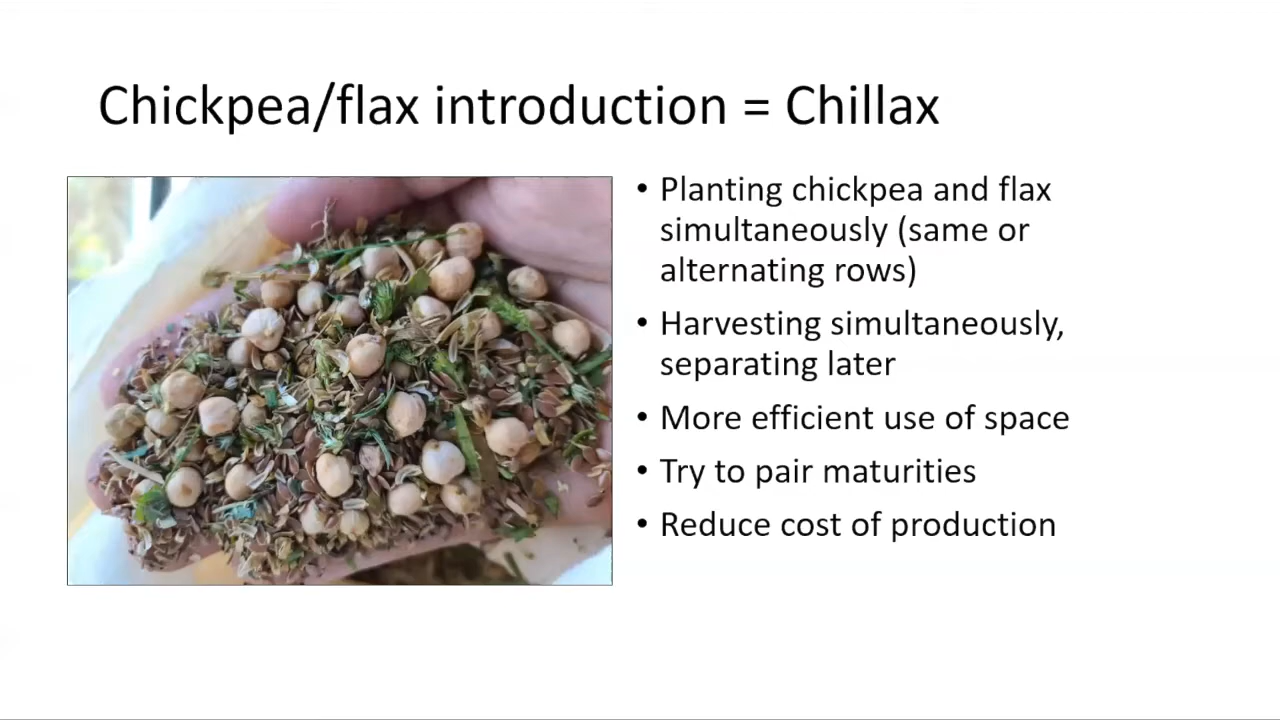 Chickpea/flax introduction = Chillax
• Planting chickpea and flax
simultaneously (same or
alternating rows)
• Harvesting simultaneously,
separating later
• More efficient use of space
• Try to pair maturities
• Reduce cost of production